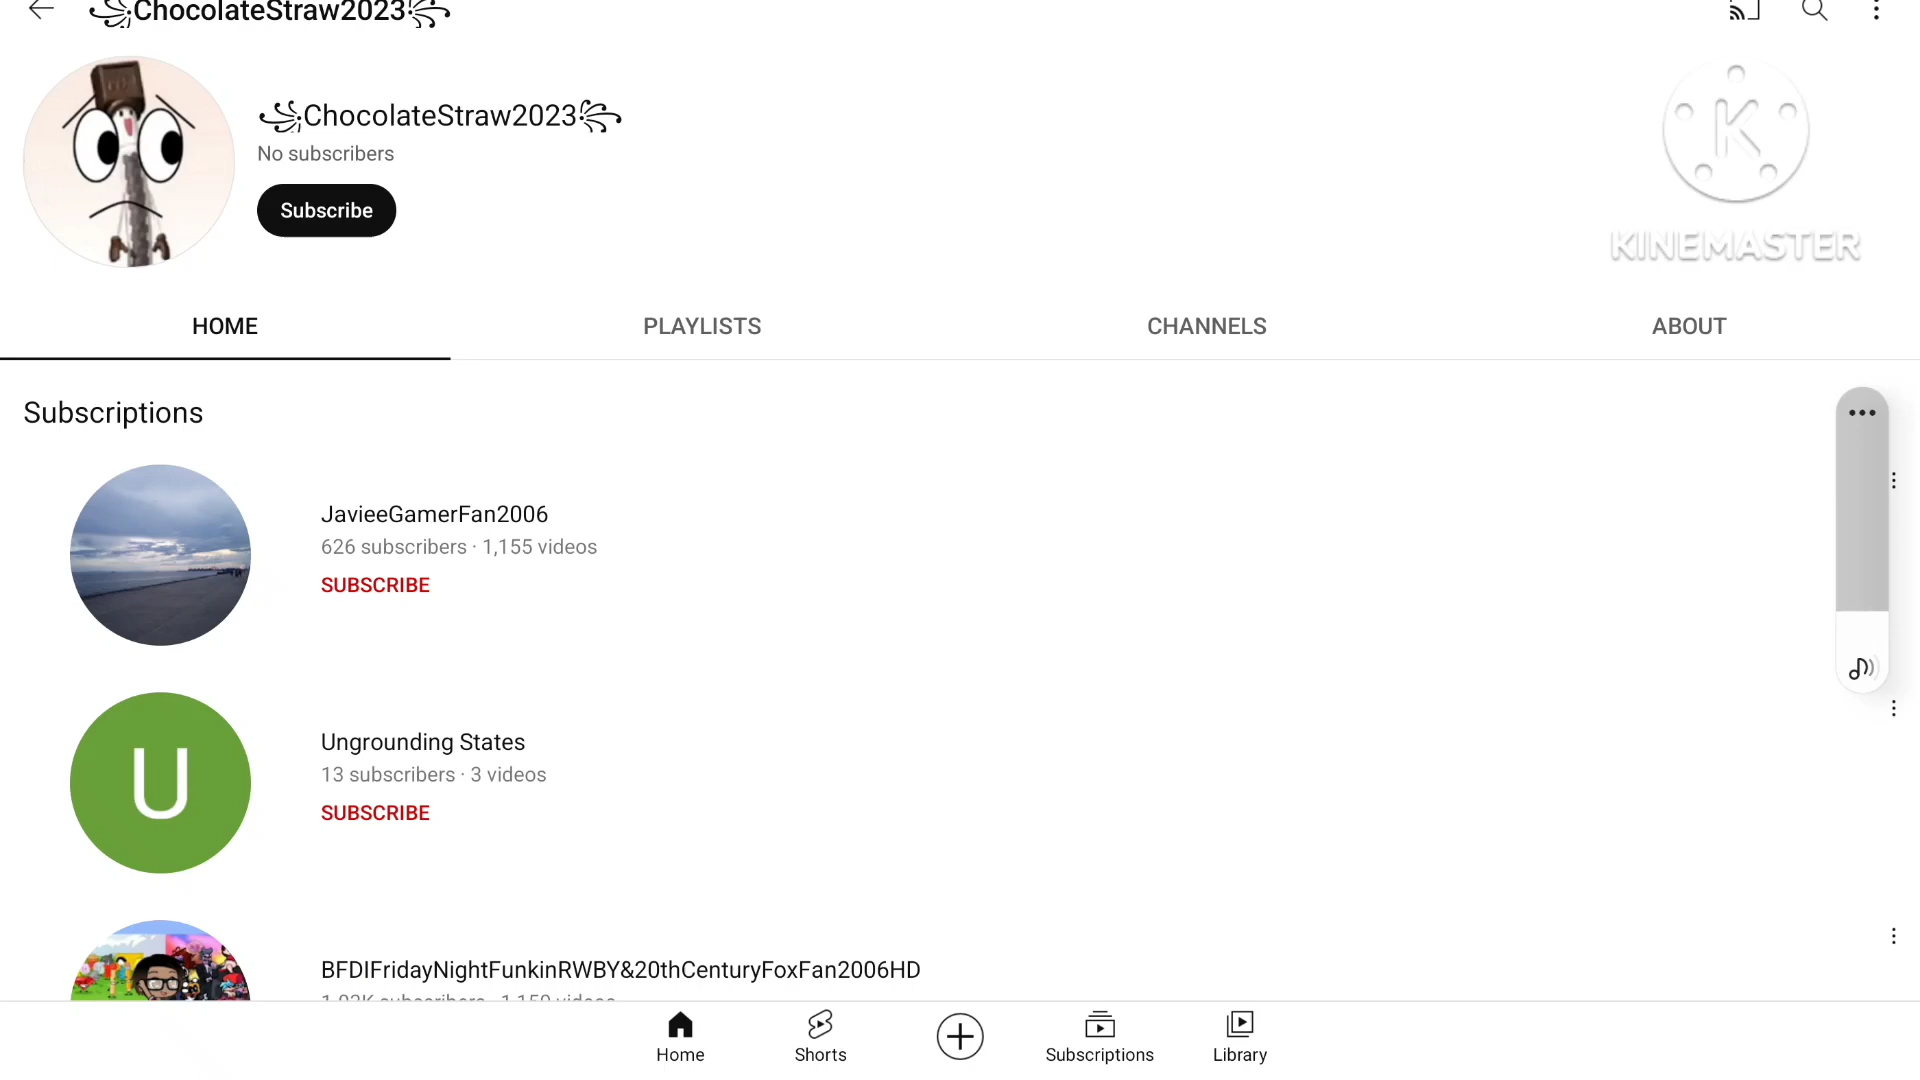 ꧁ChocolateStraw2023꧂
꧁ChocolateStraw2023꧂
No subscribers
Subscribe
K
KINEMASTER
HOME PLAYLISTS CHANNELS ABOUT
Subscriptions
JavieeGamerFan2006
626 subscribers · 1,155 videos
SUBSCRIBE
U
Ungrounding States
13 subscribers · 3 videos
SUBSCRIBE
BFDIFridayNightFunkinRWBY&20thCenturyFoxFan2006HD
Home Shorts Subscriptions Library